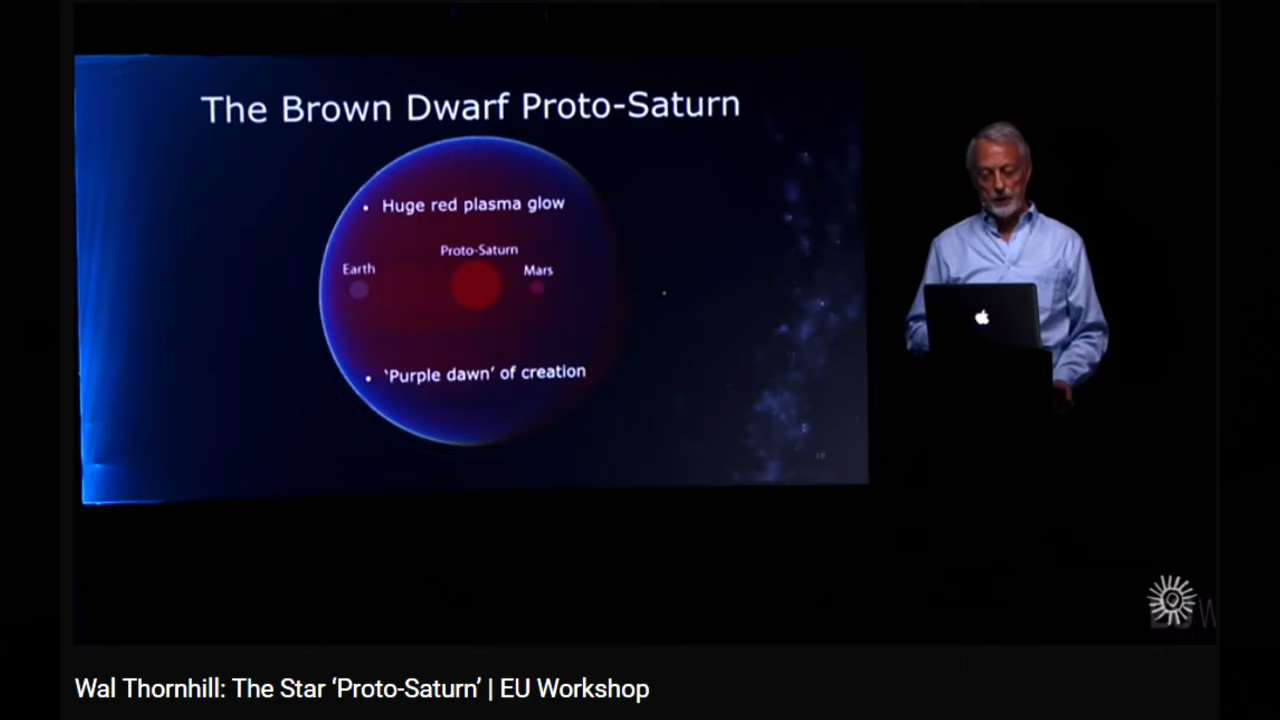 The Brown Dwarf Proto-Saturn
• Huge red plasma glow
Proto-Saturn
Earth
Mars
• ‘Purple dawn’ of creation
18
Wal Thornhill: The Star ‘Proto-Saturn’ | EU Workshop